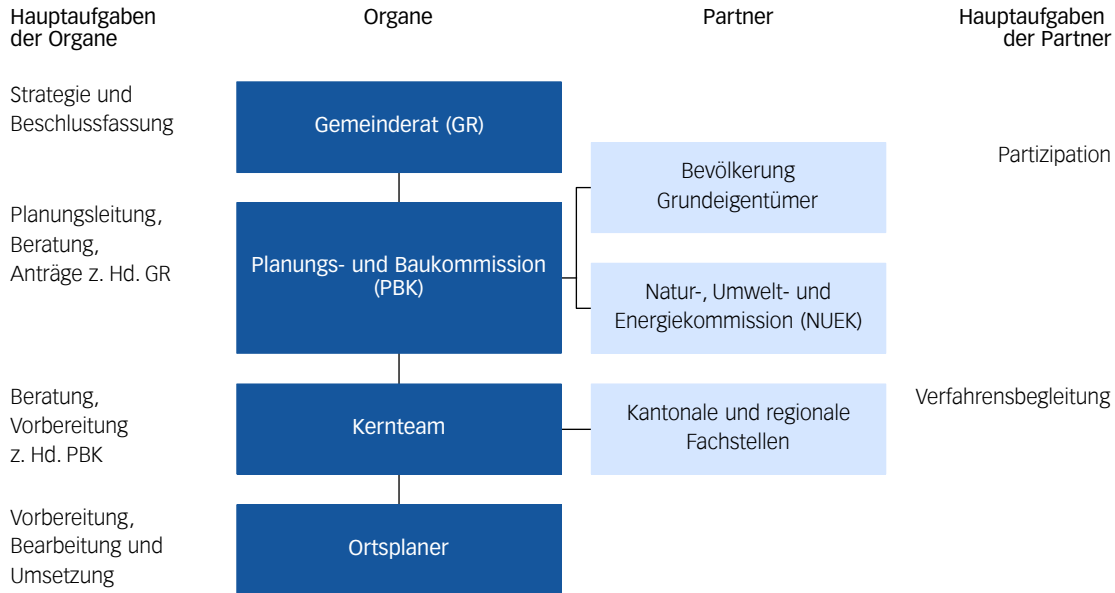 Hauptaufgaben
der Organe
Organe
Partner
Hauptaufgaben
der Partner
Strategie und
Beschlussfassung
Gemeinderat (GR)
Partizipation
Bevölkerung
Grundeigentümer
Planungsleitung,
Beratung,
Anträge z. Hd. GR
Planungs- und Baukommission
(PBK)
Natur-, Umwelt- und
Energiekommission (NUEK)
Beratung,
Vorbereitung
z. Hd. PBK
Kernteam
Kantonale und regionale
Fachstellen
Verfahrensbegleitung
Vorbereitung,
Bearbeitung und
Umsetzung
Ortsplaner